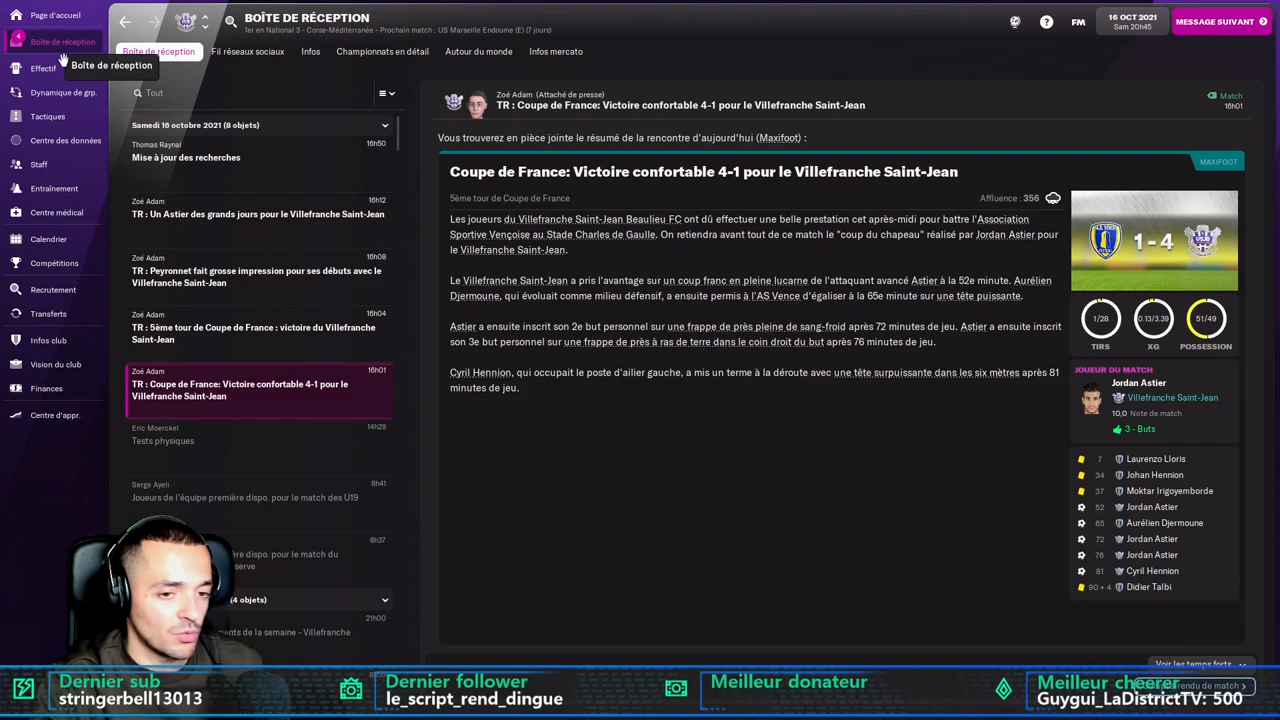 Page d'accueil
4
Boîte de réception
Boîte de réception
Effectif
Dynamique de grp.
Tactiques
Centre des données
Staff
Entraînement
Centre médical
Calendrier
Compétitions
Recrutement
Transferts
Infos club
Vision du club
Finances
Centre d'appr.
BOÎTE DE RÉCEPTION
1er en National 3 - Corse-Méditerranée - Prochain match : US Marseille Endoume (E) (7 jours)
FM
16 OCT 2021
Sam 20h45
MESSAGE SUIVANT
Boîte de réception
Fil réseaux sociaux
Infos
Championnats en détail
Autour du monde
Infos mercato
Tout
Samedi 16 octobre 2021 (8 objets)
Thomas Raynal
16h50
Mise à jour des recherches
Zoé Adam
16h12
TR : Un Astier des grands jours pour le Villefranche Saint-Jean
Zoé Adam
16h08
TR : Peyronnet fait grosse impression pour ses débuts avec le
Villefranche Saint-Jean
Zoé Adam
16h04
TR : 5ème tour de Coupe de France : victoire du Villefranche
Saint-Jean
Zoé Adam
16h01
TR : Coupe de France: Victoire confortable 4-1 pour le
Villefranche Saint-Jean
Eric Moerckel
14h29
Tests physiques
Serge Ayeli
8h41
Joueurs de l'équipe première dispo. pour le match des U19
8h37
ère dispo. pour le match du
serve
(4 objets)
21h00
ments de la semaine - Villefranche
Zoé Adam (Attaché de presse)
TR : Coupe de France: Victoire confortable 4-1 pour le Villefranche Saint-Jean
Match
16h01
Vous trouverez en pièce jointe le résumé de la rencontre d'aujourd'hui (Maxifoot) :
MAXIFOOT
Coupe de France: Victoire confortable 4-1 pour le Villefranche Saint-Jean
5ème tour de Coupe de France
Affluence : 356
Les joueurs du Villefranche Saint-Jean Beaulieu FC ont dû effectuer une belle prestation cet après-midi pour battre l'Association
Sportive Vençoise au Stade Charles de Gaulle. On retiendra avant tout de ce match le "coup du chapeau" réalisé par Jordan Astier pour
le Villefranche Saint-Jean.
Le Villefranche Saint-Jean a pris l'avantage sur un coup franc en pleine lucarne de l'attaquant avancé Astier à la 52e minute. Aurélien
Djermoune, qui évoluait comme milieu défensif, a ensuite permis à l'AS Vence d'égaliser à la 65e minute sur une tête puissante.
Astier a ensuite inscrit son 2e but personnel sur une frappe de près pleine de sang-froid après 72 minutes de jeu. Astier a ensuite inscrit
son 3e but personnel sur une frappe de près à ras de terre dans le coin droit du but après 76 minutes de jeu.
Cyril Hennion, qui occupait le poste d'ailier gauche, a mis un terme à la déroute avec une tête surpuissante dans les six mètres après 81
minutes de jeu.
1 - 4
1/28
0.13/3.39
51/49
TIRS
XG
POSSESSION
JOUEUR DU MATCH
Jordan Astier
Villefranche Saint-Jean
10,0 Note de match
3 - Buts
7 Laurenzo Lloris
34 Johan Hennion
37 Moktar Irigoyemborde
52 Jordan Astier
65 Aurélien Djermoune
72 Jordan Astier
76 Jordan Astier
81 Cyril Hennion
90 + 4 Didier Talbi
Voir les temps forts
Dernier sub
stringerbell13013
Dernier follower
le_script_rend_dingue
Meilleur donateur
Meilleur cheerer
Guygui_LaDistrictTV: 500